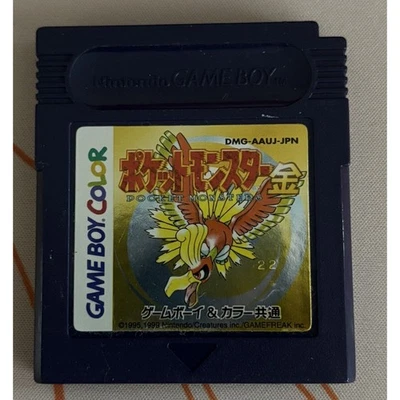 Nintendo GAME BOY
DMG-AAUJ-JPN
ポケットモンスター金
POCKET MONSTERS
GAME BOY COLOR
22
ゲームボーイ&カラー共通
©1995,1999 Nintendo/Creatures inc./GAMEFREAK inc.